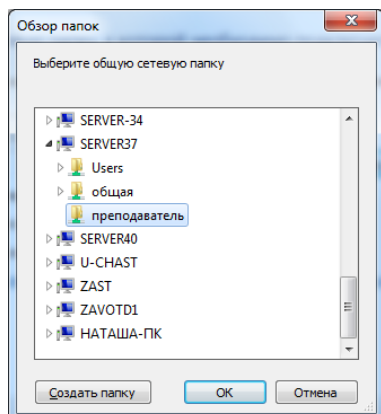 Обзор папок
Выберите общую сетевую папку
SERVER-34
SERVER37
Users
общая
преподаватель
SERVER40
U-CHAST
ZAST
ZAVOTD1
НАТАША-ПК
Создать папку
ОК
Отмена